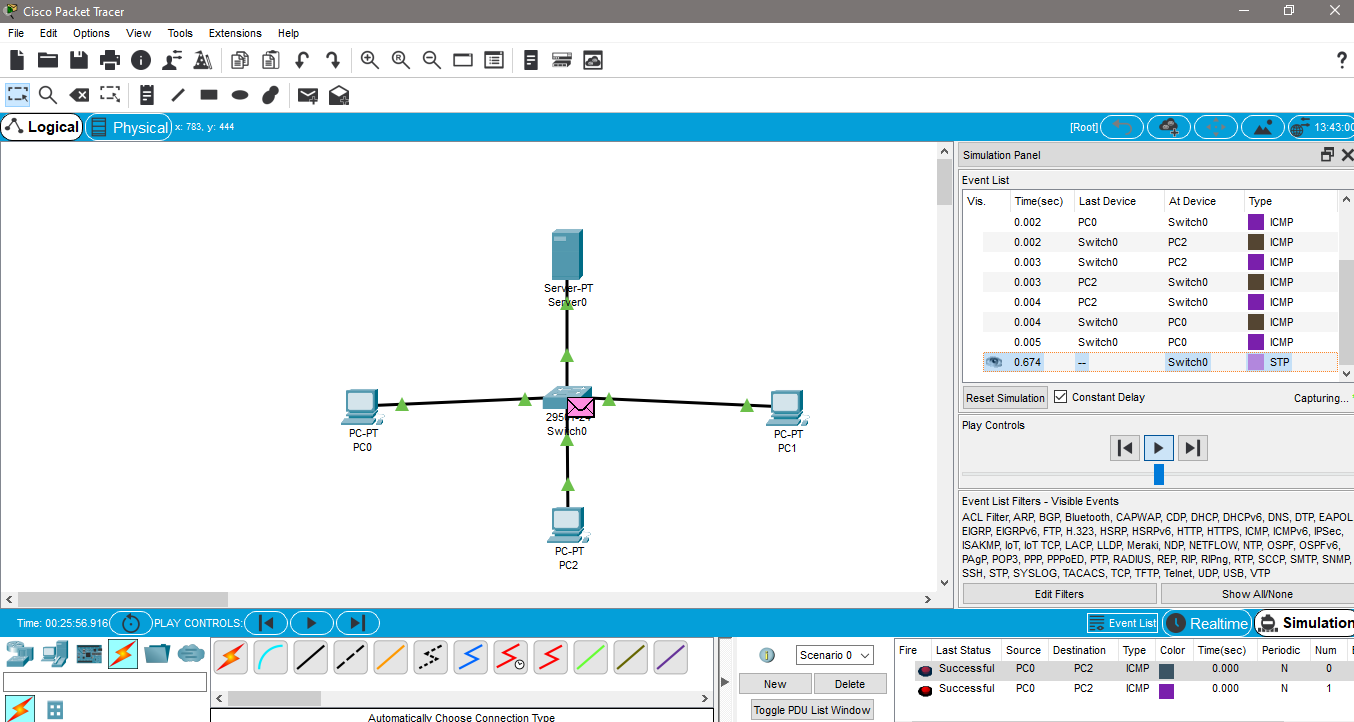 Cisco Packet Tracer
File Edit Options View Tools Extensions Help
Logical Physical x: 783, y: 444 [Root] 13:43:00
Simulation Panel
Event List
Vis. Time(sec) Last Device At Device Type
0.002 PC0 Switch0 ICMP
0.002 Switch0 PC2 ICMP
0.003 Switch0 PC2 ICMP
0.003 PC2 Switch0 ICMP
0.004 PC2 Switch0 ICMP
0.004 Switch0 PC0 ICMP
0.005 Switch0 PC0 ICMP
0.674 -- Switch0 STP
Reset Simulation Constant Delay Capturing...
Play Controls
Event List Filters - Visible Events
ACL Filter, ARP, BGP, Bluetooth, CAPWAP, CDP, DHCP, DHCPv6, DNS, DTP, EAPOL,
EIGRP, EIGRPv6, FTP, H.323, HSRP, HSRPv6, HTTP, HTTPS, ICMP, ICMPv6, IPSec,
ISAKMP, IoT, IoT TCP, LACP, LLDP, Meraki, NDP, NETFLOW, NTP, OSPF, OSPFv6,
PAgP, POP3, PPP, PPPoED, PTP, RADIUS, REP, RIP, RIPng, RTP, SCCP, SMTP, SNMP,
SSH, STP, SYSLOG, TACACS, TCP, TFTP, Telnet, UDP, USB, VTP
Edit Filters Show All/None
Server-PT
Server0
PC-PT
PC0
Switch0
PC-PT
PC1
PC-PT
PC2
Time: 00:25:56.916 PLAY CONTROLS: Event List Realtime Simulation
Automatically Choose Connection Type
Scenario 0
New Delete
Toggle PDU List Window
Fire Last Status Source Destination Type Color Time(sec) Periodic Num
Successful PC0 PC2 ICMP 0.000 N 0
Successful PC0 PC2 ICMP 0.000 N 1